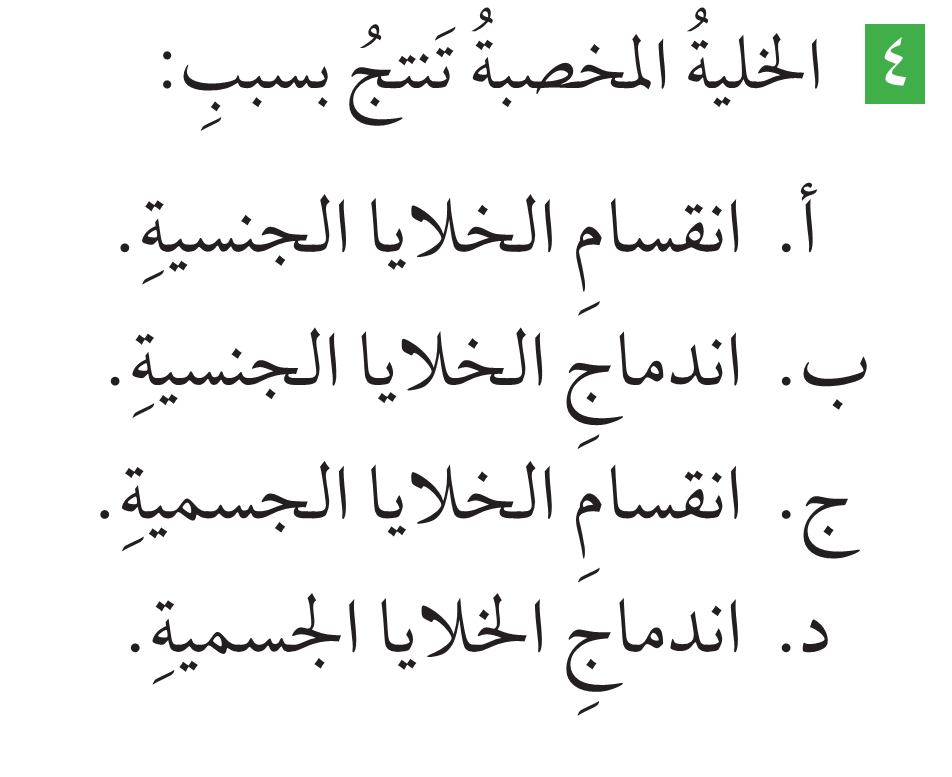 ٤ الخليةُ المخصبةُ تَنتجُ بسببِ:
أ. انقسامِ الخلايا الجنسيةِ.
ب. اندماجِ الخلايا الجنسيةِ.
ج. انقسامِ الخلايا الجسميةِ.
د. اندماجِ الخلايا الجسميةِ.